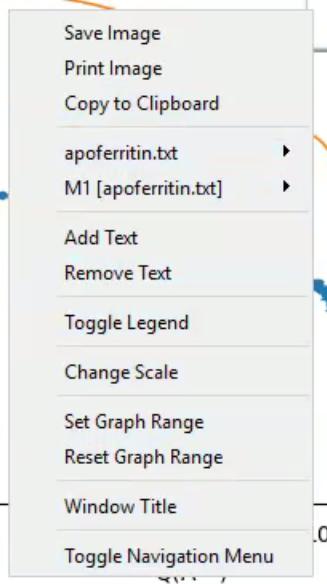 Save Image
Print Image
Copy to Clipboard
apoferritin.txt
M1 [apoferritin.txt]
Add Text
Remove Text
Toggle Legend
Change Scale
Set Graph Range
Reset Graph Range
Window Title
Toggle Navigation Menu